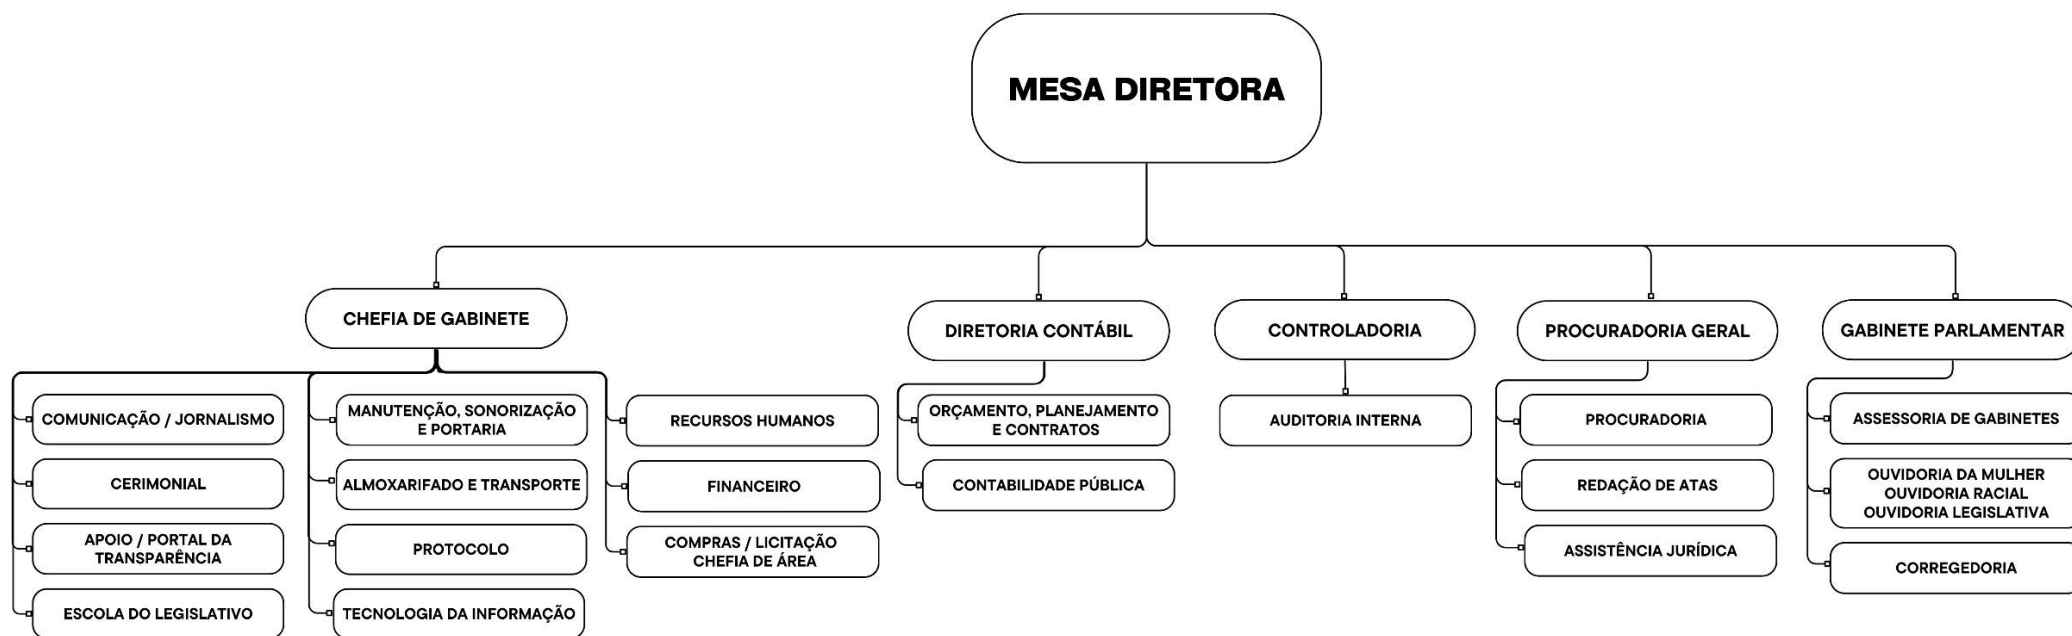 MESA DIRETORA
CHEFIA DE GABINETE
COMUNICAÇÃO / JORNALISMO
CERIMONIAL
APOIO / PORTAL DA
TRANSPARÊNCIA
ESCOLA DO LEGISLATIVO
MANUTENÇÃO, SONORIZAÇÃO
E PORTARIA
ALMOXARIFADO E TRANSPORTE
PROTOCOLO
TECNOLOGIA DA INFORMAÇÃO
RECURSOS HUMANOS
FINANCEIRO
COMPRAS / LICITAÇÃO
CHEFIA DE ÁREA
DIRETORIA CONTÁBIL
ORÇAMENTO, PLANEJAMENTO
E CONTRATOS
CONTABILIDADE PÚBLICA
CONTROLADORIA
AUDITORIA INTERNA
PROCURADORIA GERAL
PROCURADORIA
REDAÇÃO DE ATAS
ASSISTÊNCIA JURÍDICA
GABINETE PARLAMENTAR
ASSESSORIA DE GABINETES
OUVIDORIA DA MULHER
OUVIDORIA RACIAL
OUVIDORIA LEGISLATIVA
CORREGEDORIA